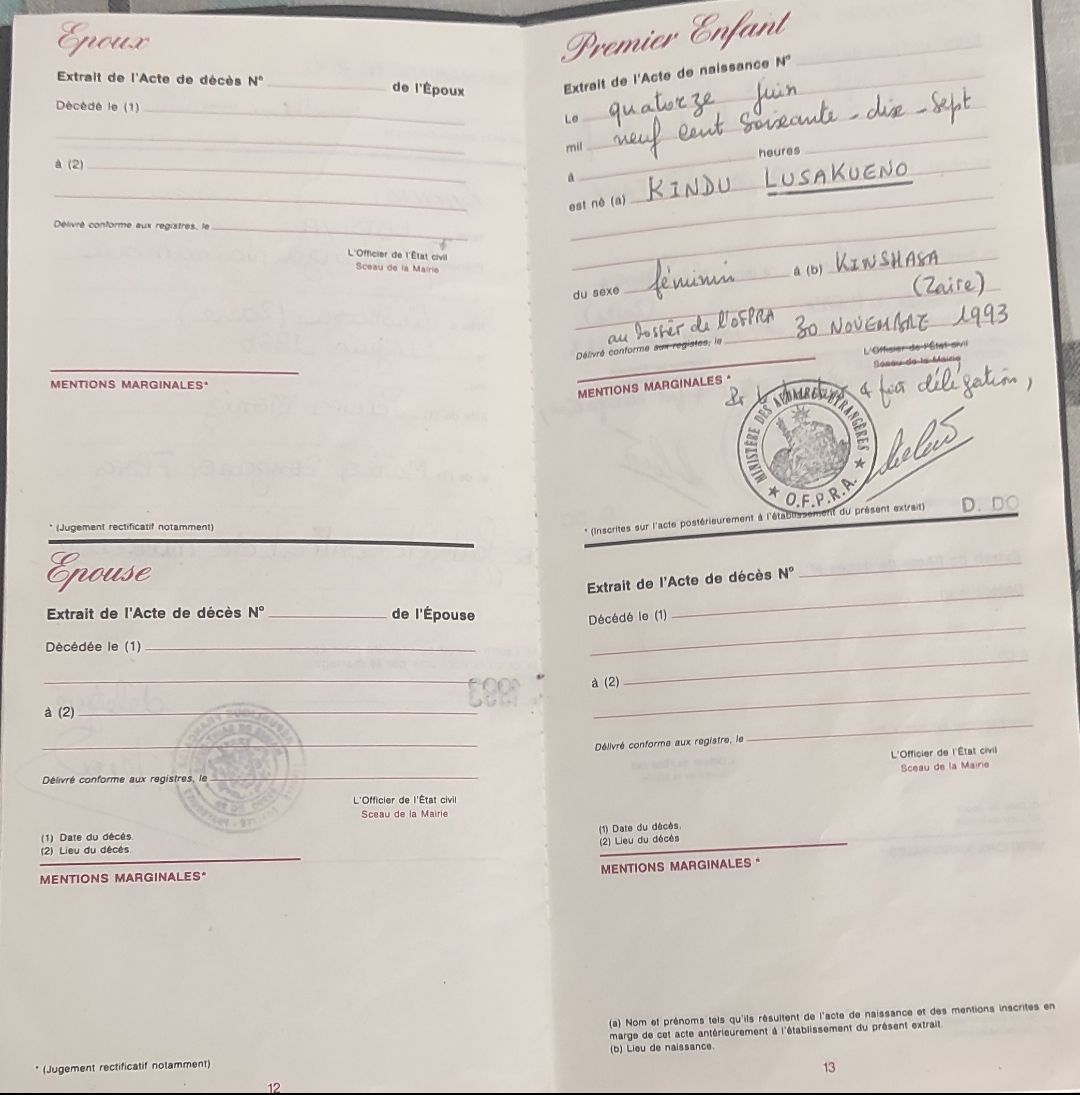 Epoux
Extrait de l'Acte de décès N° de l'Époux
Décédé le (1)
à (2)
Délivré conforme aux registres, le
L'Officier de l'État civil
Sceau de la Mairie
MENTIONS MARGINALES*
* (Jugement rectificatif notamment)
Epouse
Extrait de l'Acte de décès N° de l'Épouse
Décédée le (1)
à (2)
Délivré conforme aux registres, le
L'Officier de l'État civil
Sceau de la Mairie
(1) Date du décès.
(2) Lieu du décès.
MENTIONS MARGINALES*
* (Jugement rectificatif notamment)
12
Premier Enfant
Extrait de l'Acte de naissance N°
Le quatorze Juin
mil neuf cent soixante-dix-sept
à heures
est né (a) KINDU LUSAKUENO
du sexe féminin à (b) KINSHASA
(Zaïre)
au dossier de l'OFPRA 30 NOVEMBRE 1993
Délivré conforme aux registres, le
L'Officier de l'État civil
Sceau de la Mairie
MENTIONS MARGINALES*
par délégation,
MINISTÈRE DES AFFAIRES ÉTRANGÈRES
★ O.F.P.R.A. ★
* (Inscrites sur l'acte postérieurement à l'établissement du présent extrait)
D. DO
Extrait de l'Acte de décès N°
Décédé le (1)
à (2)
Délivré conforme aux registre, le
L'Officier de l'État civil
Sceau de la Mairie
(1) Date du décès.
(2) Lieu du décès
MENTIONS MARGINALES *
(a) Nom et prénoms tels qu'ils résultent de l'acte de naissance et des mentions inscrites en
marge de cet acte antérieurement à l'établissement du présent extrait.
(b) Lieu de naissance.
13